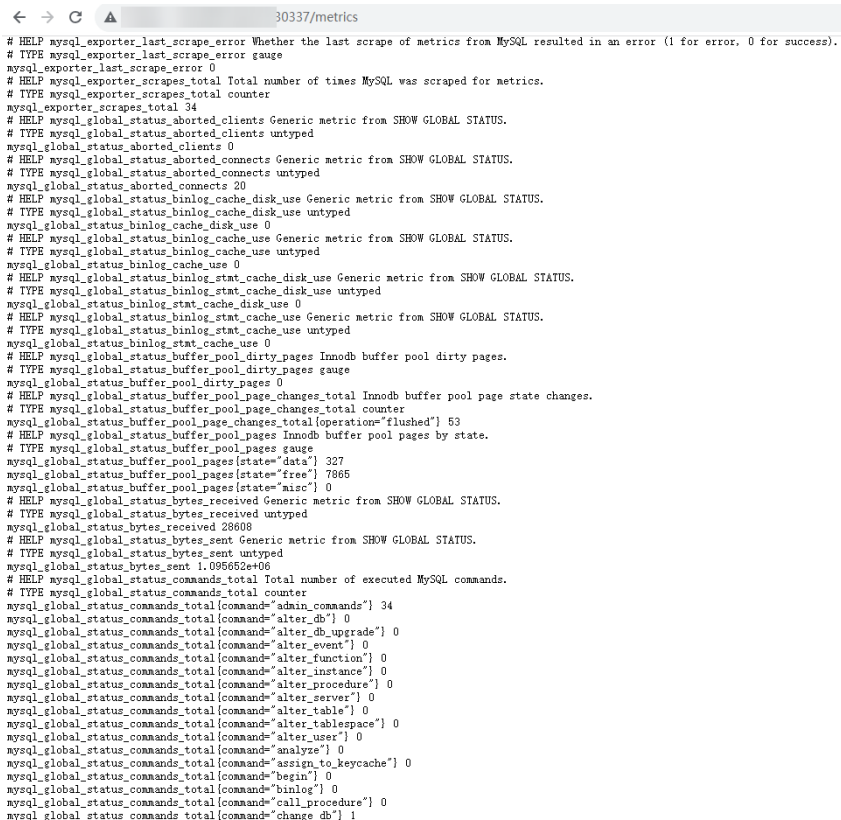 30337/metrics
# HELP mysql_exporter_last_scrape_error Whether the last scrape of metrics from MySQL resulted in an error (1 for error, 0 for success).
# TYPE mysql_exporter_last_scrape_error gauge
mysql_exporter_last_scrape_error 0
# HELP mysql_exporter_scrapes_total Total number of times MySQL was scraped for metrics.
# TYPE mysql_exporter_scrapes_total counter
mysql_exporter_scrapes_total 34
# HELP mysql_global_status_aborted_clients Generic metric from SHOW GLOBAL STATUS.
# TYPE mysql_global_status_aborted_clients untyped
mysql_global_status_aborted_clients 0
# HELP mysql_global_status_aborted_connects Generic metric from SHOW GLOBAL STATUS.
# TYPE mysql_global_status_aborted_connects untyped
mysql_global_status_aborted_connects 20
# HELP mysql_global_status_binlog_cache_disk_use Generic metric from SHOW GLOBAL STATUS.
# TYPE mysql_global_status_binlog_cache_disk_use untyped
mysql_global_status_binlog_cache_disk_use 0
# HELP mysql_global_status_binlog_cache_use Generic metric from SHOW GLOBAL STATUS.
# TYPE mysql_global_status_binlog_cache_use untyped
mysql_global_status_binlog_cache_use 0
# HELP mysql_global_status_binlog_stmt_cache_disk_use Generic metric from SHOW GLOBAL STATUS.
# TYPE mysql_global_status_binlog_stmt_cache_disk_use untyped
mysql_global_status_binlog_stmt_cache_disk_use 0
# HELP mysql_global_status_binlog_stmt_cache_use Generic metric from SHOW GLOBAL STATUS.
# TYPE mysql_global_status_binlog_stmt_cache_use untyped
mysql_global_status_binlog_stmt_cache_use 0
# HELP mysql_global_status_buffer_pool_dirty_pages Innodb buffer pool dirty pages.
# TYPE mysql_global_status_buffer_pool_dirty_pages gauge
mysql_global_status_buffer_pool_dirty_pages 0
# HELP mysql_global_status_buffer_pool_page_changes_total Innodb buffer pool page state changes.
# TYPE mysql_global_status_buffer_pool_page_changes_total counter
mysql_global_status_buffer_pool_page_changes_total{operation="flushed"} 53
# HELP mysql_global_status_buffer_pool_pages Innodb buffer pool pages by state.
# TYPE mysql_global_status_buffer_pool_pages gauge
mysql_global_status_buffer_pool_pages{state="data"} 327
mysql_global_status_buffer_pool_pages{state="free"} 7865
mysql_global_status_buffer_pool_pages{state="misc"} 0
# HELP mysql_global_status_bytes_received Generic metric from SHOW GLOBAL STATUS.
# TYPE mysql_global_status_bytes_received untyped
mysql_global_status_bytes_received 28608
# HELP mysql_global_status_bytes_sent Generic metric from SHOW GLOBAL STATUS.
# TYPE mysql_global_status_bytes_sent untyped
mysql_global_status_bytes_sent 1.095652e+06
# HELP mysql_global_status_commands_total Total number of executed MySQL commands.
# TYPE mysql_global_status_commands_total counter
mysql_global_status_commands_total{command="admin_commands"} 34
mysql_global_status_commands_total{command="alter_db"} 0
mysql_global_status_commands_total{command="alter_db_upgrade"} 0
mysql_global_status_commands_total{command="alter_event"} 0
mysql_global_status_commands_total{command="alter_function"} 0
mysql_global_status_commands_total{command="alter_instance"} 0
mysql_global_status_commands_total{command="alter_procedure"} 0
mysql_global_status_commands_total{command="alter_server"} 0
mysql_global_status_commands_total{command="alter_table"} 0
mysql_global_status_commands_total{command="alter_tablespace"} 0
mysql_global_status_commands_total{command="alter_user"} 0
mysql_global_status_commands_total{command="analyze"} 0
mysql_global_status_commands_total{command="assign_to_keycache"} 0
mysql_global_status_commands_total{command="begin"} 0
mysql_global_status_commands_total{command="binlog"} 0
mysql_global_status_commands_total{command="call_procedure"} 0
mysql_global_status_commands_total{command="change_db"} 1